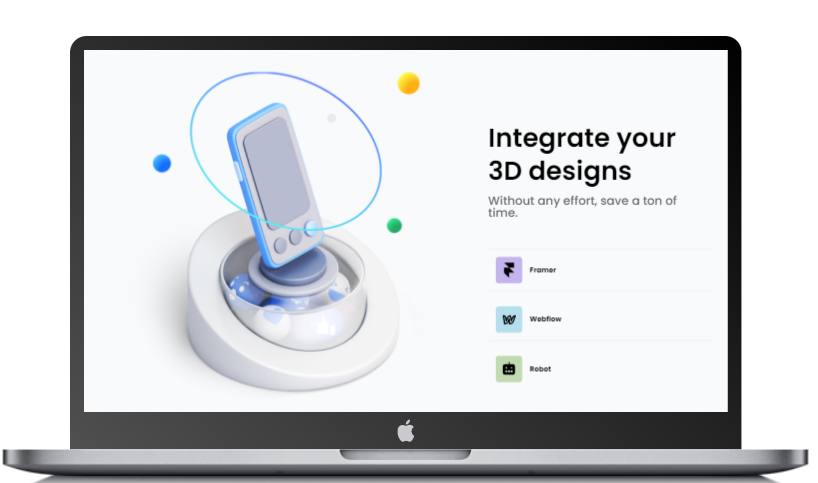 Integrate your
3D designs
Without any effort, save a ton of
time.
Framer
Webflow
Robot